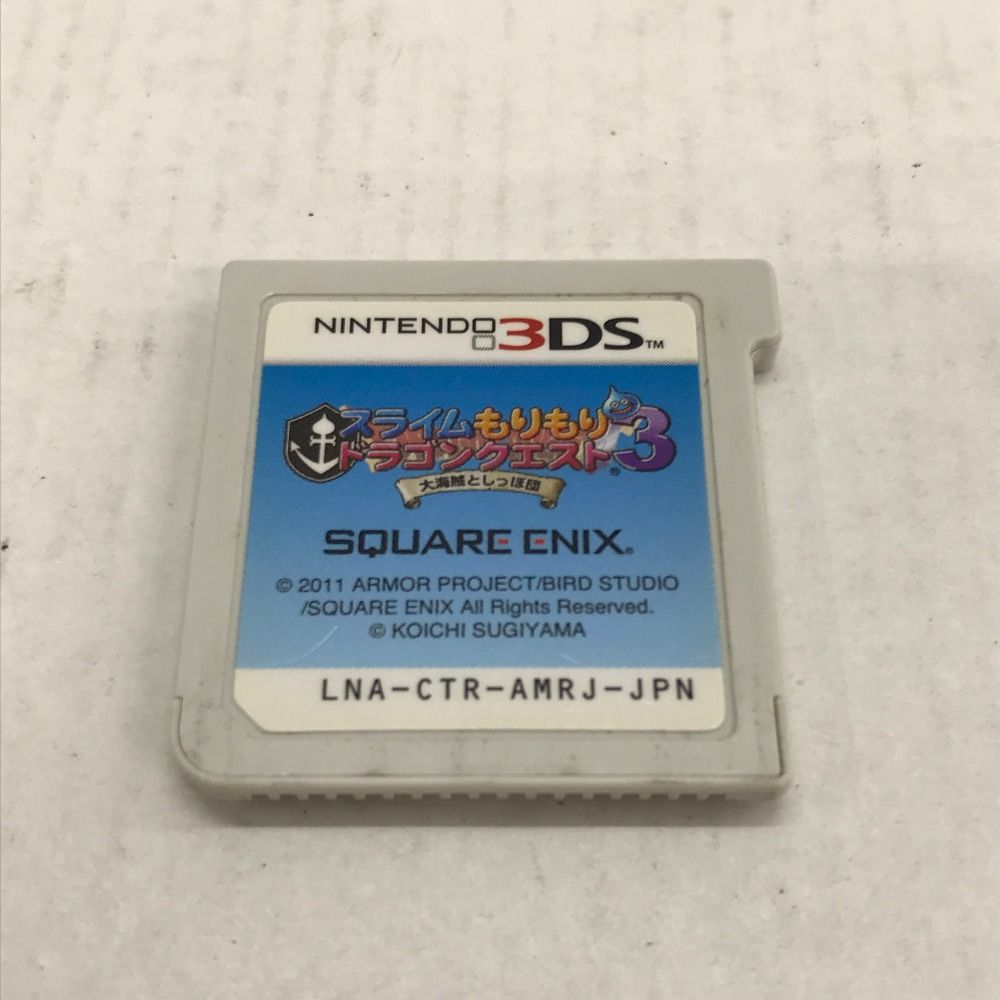 NINTENDO 3DS™
スライムもりもり
ドラゴンクエスト® 3
大海賊としっぽ団
SQUARE ENIX®
© 2011 ARMOR PROJECT/BIRD STUDIO
/SQUARE ENIX All Rights Reserved.
© KOICHI SUGIYAMA
LNA-CTR-AMRJ-JPN